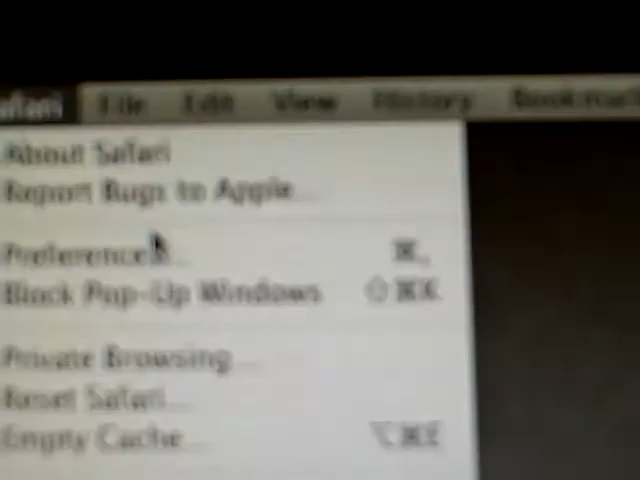 Safari File Edit View History Bookmar
About Safari
Report Bugs to Apple...
Preferences... ⌘,
Block Pop-Up Windows ⇧⌘K
Private Browsing...
Reset Safari...
Empty Cache... ⌥⌘E